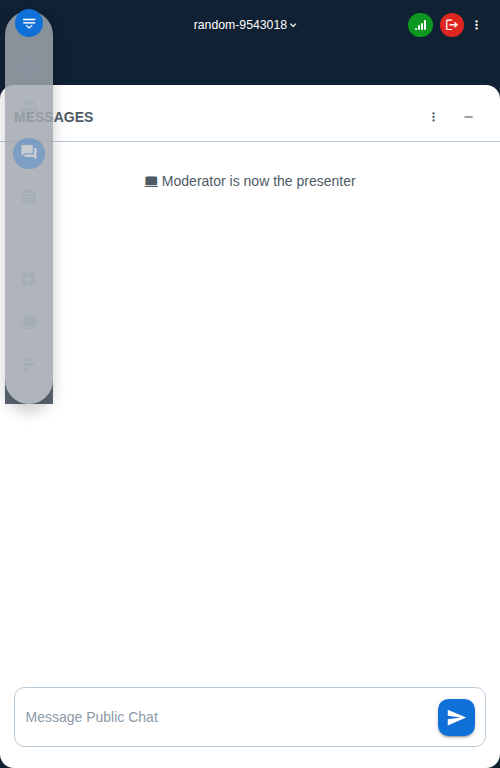 random-9543018
MESSAGES
Moderator is now the presenter
Message Public Chat